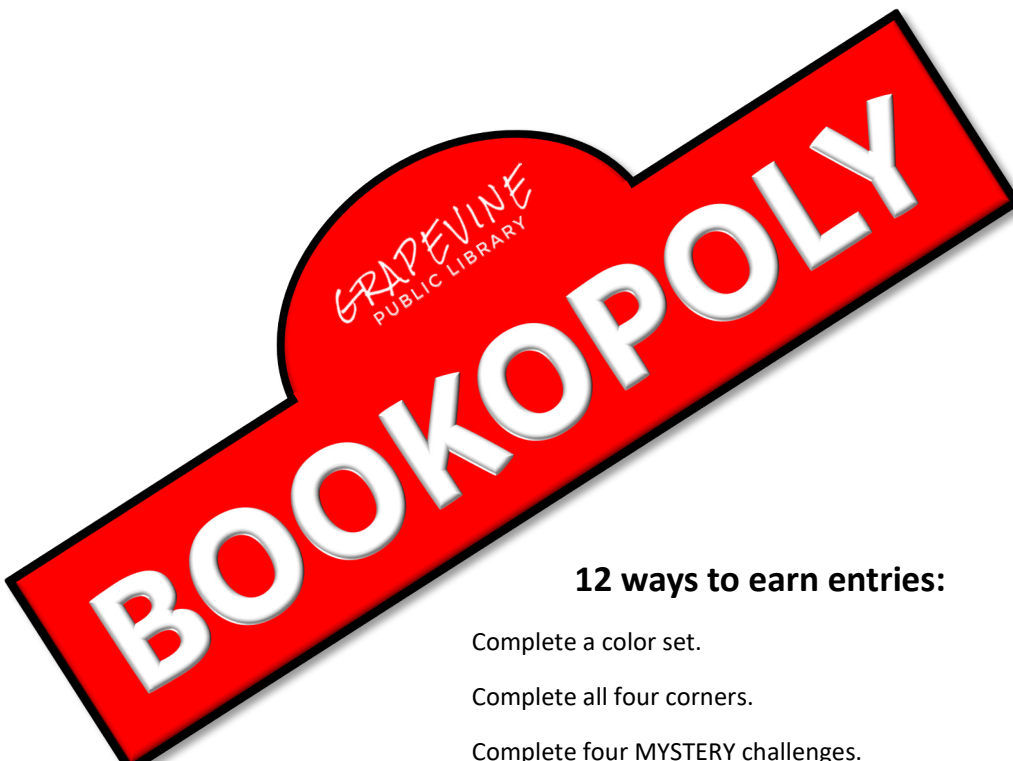 GRAPEVINE
PUBLIC LIBRARY
BOOKOPOLY
12 ways to earn entries:
Complete a color set.
Complete all four corners.
Complete four MYSTERY challenges.